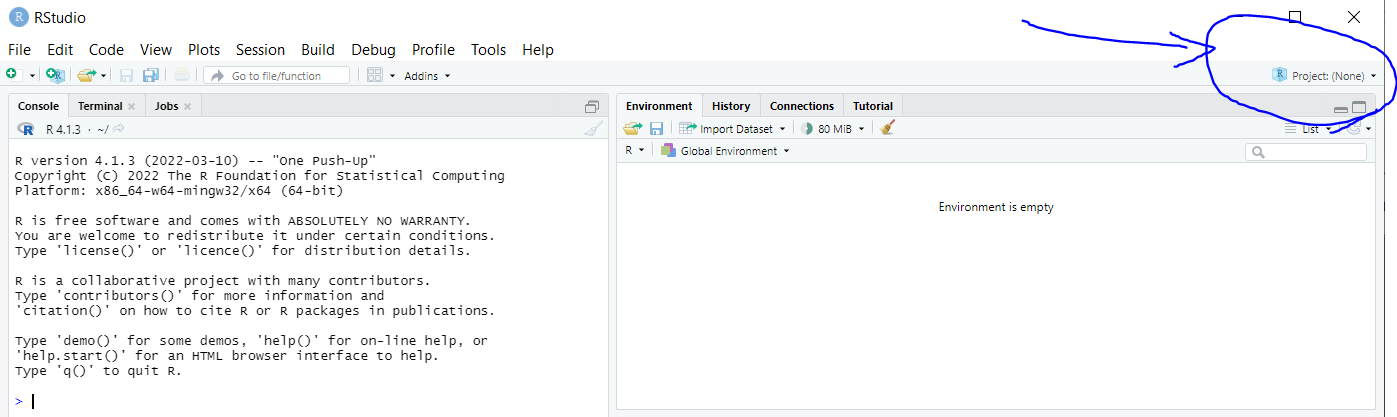 R RStudio
File Edit Code View Plots Session Build Debug Profile Tools Help
R Go to file/function Addins R Project: (None)
Console Terminal × Jobs ×
R R 4.1.3 · ~/
R version 4.1.3 (2022-03-10) -- "One Push-Up"
Copyright (C) 2022 The R Foundation for Statistical Computing
Platform: x86_64-w64-mingw32/x64 (64-bit)
R is free software and comes with ABSOLUTELY NO WARRANTY.
You are welcome to redistribute it under certain conditions.
Type 'license()' or 'licence()' for distribution details.
R is a collaborative project with many contributors.
Type 'contributors()' for more information and
'citation()' on how to cite R or R packages in publications.
Type 'demo()' for some demos, 'help()' for on-line help, or
'help.start()' for an HTML browser interface to help.
Type 'q()' to quit R.
>
Environment History Connections Tutorial
Import Dataset 80 MiB List
R Global Environment
Environment is empty